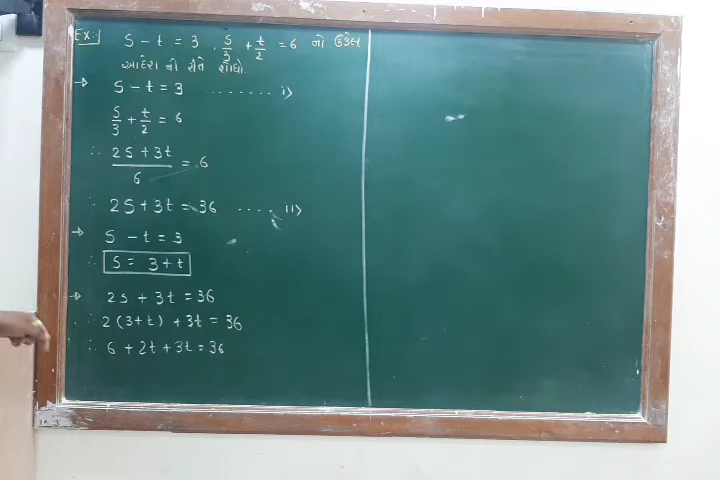 Ex:-1 S - t = 3 , S/3 + t/2 = 6 નો ઉકેલ
આદેશ ની રીતે શોધો.
→ S - t = 3 ........ i>
S/3 + t/2 = 6
∴ (2S + 3t)/6 = 6
∴ 2S + 3t = 36 .... ii>
→ S - t = 3
∴ S = 3 + t
→ 2S + 3t = 36
∴ 2(3+t) + 3t = 36
∴ 6 + 2t + 3t = 36